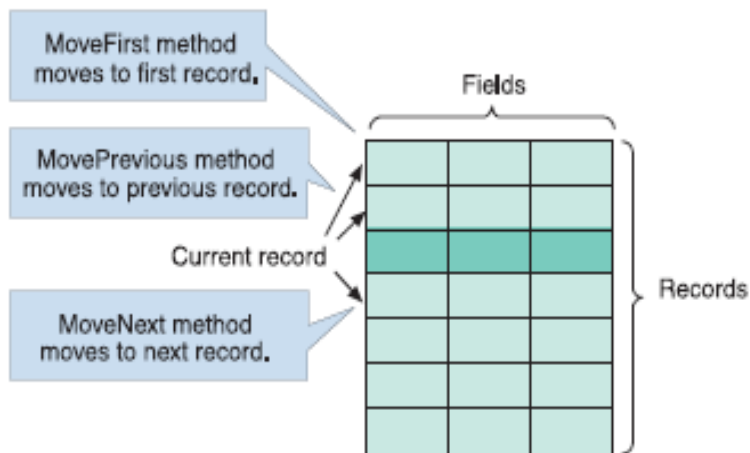 MoveFirst method
moves to first record.
Fields
MovePrevious method
moves to previous record.
Current record
Records
MoveNext method
moves to next record.